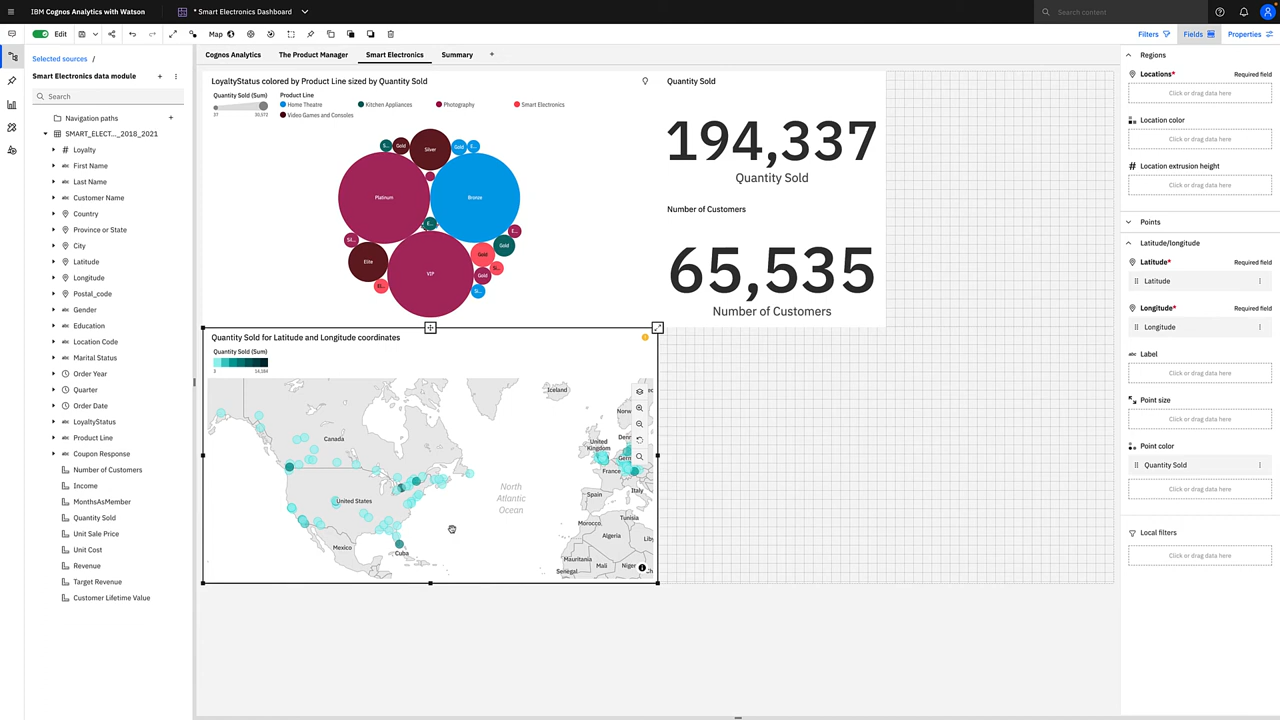 IBM Cognos Analytics with Watson
* Smart Electronics Dashboard
Search content
Edit
Map
Filters
Fields
Properties
Selected sources /
Smart Electronics data module
Search
Navigation paths
SMART_ELECT..._2018_2021
Loyalty
First Name
Last Name
Customer Name
Country
Province or State
City
Latitude
Longitude
Postal_code
Gender
Education
Location Code
Marital Status
Order Year
Quarter
Order Date
LoyaltyStatus
Product Line
Coupon Response
Number of Customers
Income
MonthsAsMember
Quantity Sold
Unit Sale Price
Unit Cost
Revenue
Target Revenue
Customer Lifetime Value
Cognos Analytics
The Product Manager
Smart Electronics
Summary
LoyaltyStatus colored by Product Line sized by Quantity Sold
Quantity Sold (Sum)
37
30,572
Product Line
Home Theatre
Kitchen Appliances
Photography
Smart Electronics
Video Games and Consoles
S...
Gold
Silver
Gold
E...
Platinum
Bronze
E...
E...
Sil...
Gold
Elite
Gold
Si...
VIP
Gold
El...
Si...
Quantity Sold
194,337
Quantity Sold
Number of Customers
65,535
Number of Customers
Quantity Sold for Latitude and Longitude coordinates
Quantity Sold (Sum)
3
Iceland
Canada
United Kingdom
France
United States
North Atlantic Ocean
Spain
Italy
Tunisia
Morocco
Mexico
Cuba
Algeria
Mauritania
Mali
Niger
Senegal
Regions
Locations*
Required field
Click or drag data here
Location color
Click or drag data here
Location extrusion height
Click or drag data here
Points
Latitude/longitude
Latitude*
Required field
Latitude
Longitude*
Required field
Longitude
Label
Click or drag data here
Point size
Click or drag data here
Point color
Quantity Sold
Click or drag data here
Local filters
Click or drag data here